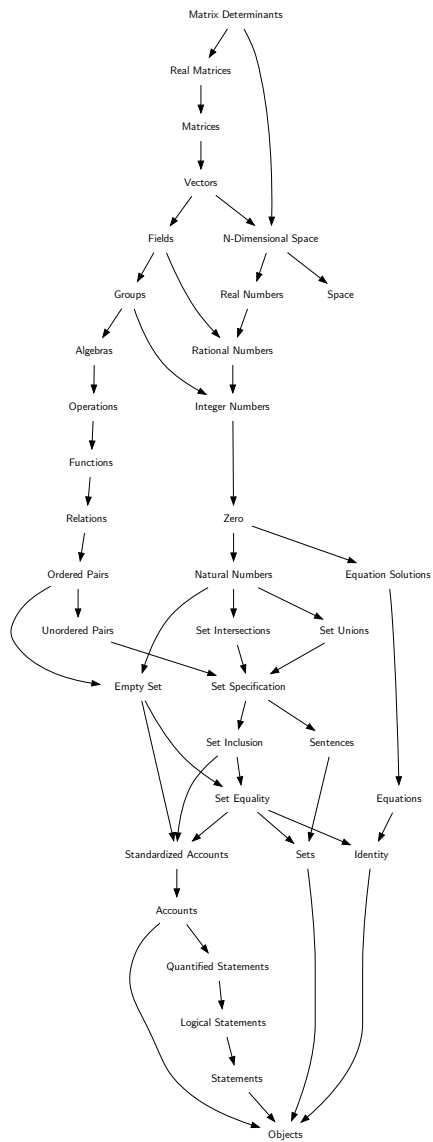 Matrix Determinants
Real Matrices
Matrices
Vectors
Fields
N-Dimensional Space
Groups
Real Numbers
Space
Algebras
Rational Numbers
Operations
Integer Numbers
Functions
Relations
Zero
Ordered Pairs
Natural Numbers
Equation Solutions
Unordered Pairs
Set Intersections
Set Unions
Empty Set
Set Specification
Set Inclusion
Sentences
Set Equality
Equations
Standardized Accounts
Sets
Identity
Accounts
Quantified Statements
Logical Statements
Statements
Objects